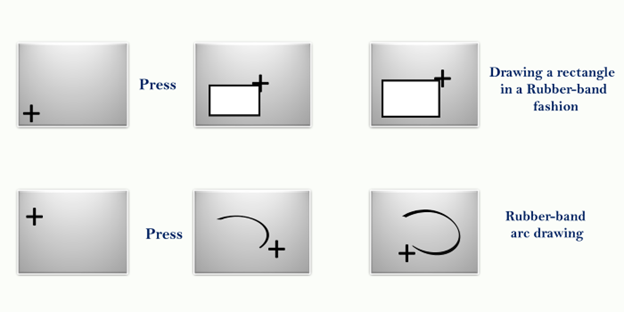 Press
Drawing a rectangle
in a Rubber-band
fashion
Press
Rubber-band
arc drawing